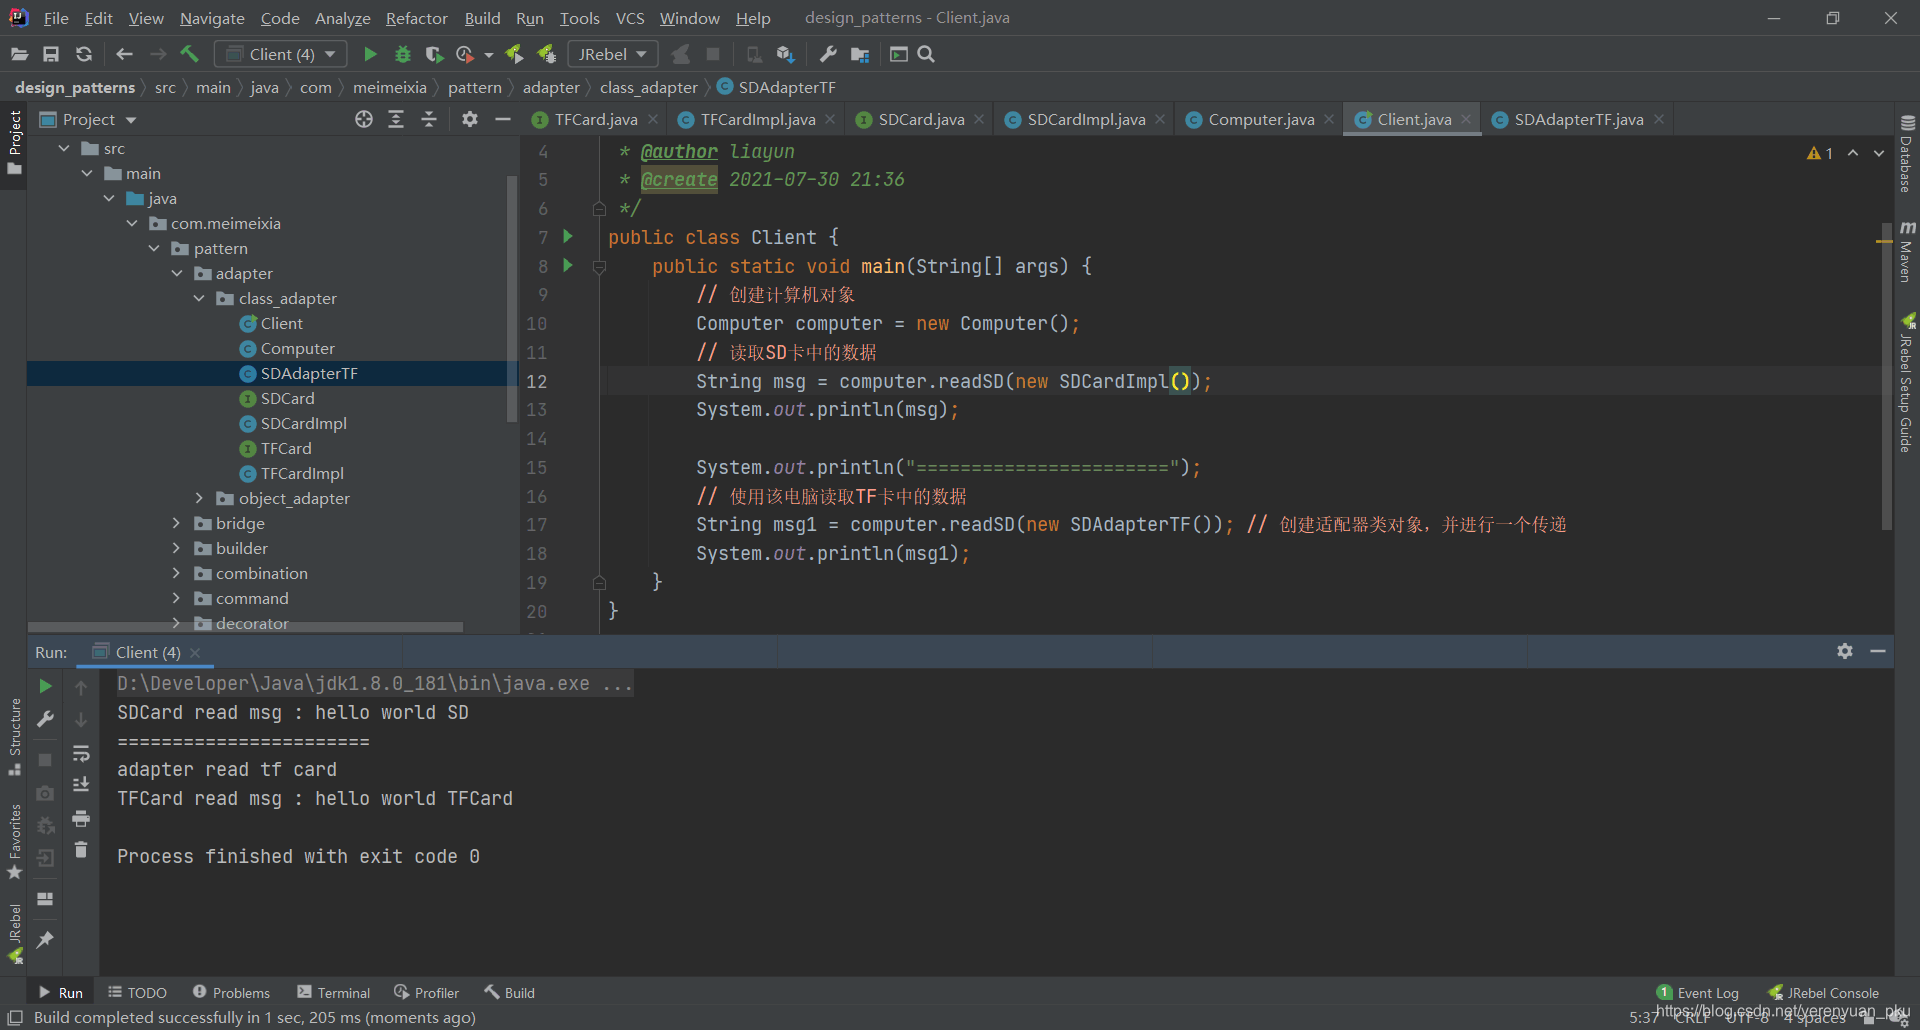 File Edit View Navigate Code Analyze Refactor Build Run Tools VCS Window Help design_patterns - Client.java
Client (4) JRebel
design_patterns src main java com meimeixia pattern adapter class_adapter SDAdapterTF
Project
TFCard.java TFCardImpl.java SDCard.java SDCardImpl.java Computer.java Client.java SDAdapterTF.java
src
main
java
com.meimeixia
pattern
adapter
class_adapter
Client
Computer
SDAdapterTF
SDCard
SDCardImpl
TFCard
TFCardImpl
object_adapter
bridge
builder
combination
command
decorator
4 * @author liayun
5 * @create 2021-07-30 21:36
6 */
7 public class Client {
8 public static void main(String[] args) {
9 // 创建计算机对象
10 Computer computer = new Computer();
11 // 读取SD卡中的数据
12 String msg = computer.readSD(new SDCardImpl());
13 System.out.println(msg);
14
15 System.out.println("=======================");
16 // 使用该电脑读取TF卡中的数据
17 String msg1 = computer.readSD(new SDAdapterTF()); // 创建适配器类对象，并进行一个传递
18 System.out.println(msg1);
19 }
20 }
1
Project
Structure
Favorites
JRebel
Database
Maven
JRebel Setup Guide
Run: Client (4)
D:\Developer\Java\jdk1.8.0_181\bin\java.exe ...
SDCard read msg : hello world SD
=======================
adapter read tf card
TFCard read msg : hello world TFCard
Process finished with exit code 0
Run TODO Problems Terminal Profiler Build 1 Event Log JRebel Console
Build completed successfully in 1 sec, 205 ms (moments ago) 5:37 CRLF UTF-8 4 spaces
https://blog.csdn.net/yerenyuan_pku